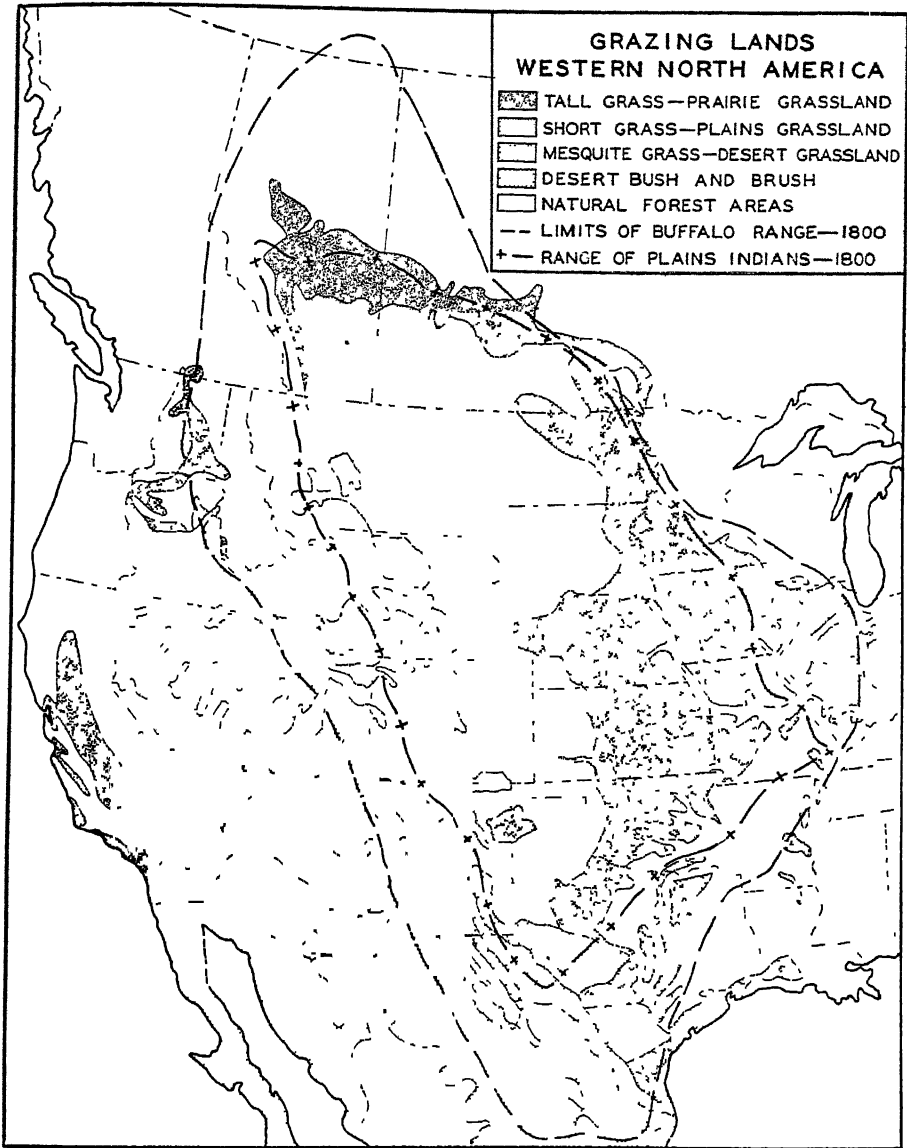 GRAZING LANDS
WESTERN NORTH AMERICA
TALL GRASS—PRAIRIE GRASSLAND
SHORT GRASS—PLAINS GRASSLAND
MESQUITE GRASS—DESERT GRASSLAND
DESERT BUSH AND BRUSH
NATURAL FOREST AREAS
LIMITS OF BUFFALO RANGE—1800
RANGE OF PLAINS INDIANS—1800